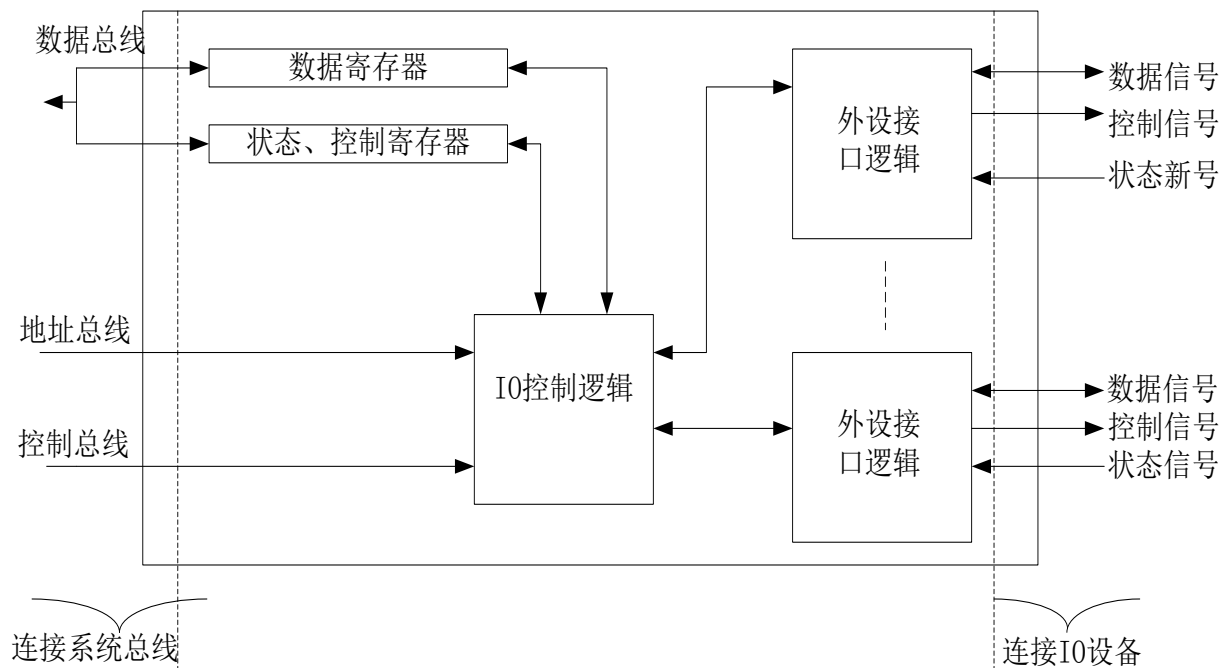 数据总线
数据寄存器
状态、控制寄存器
外设接
口逻辑
数据信号
控制信号
状态新号
地址总线
控制总线
IO控制逻辑
外设接
口逻辑
数据信号
控制信号
状态信号
连接系统总线
连接IO设备